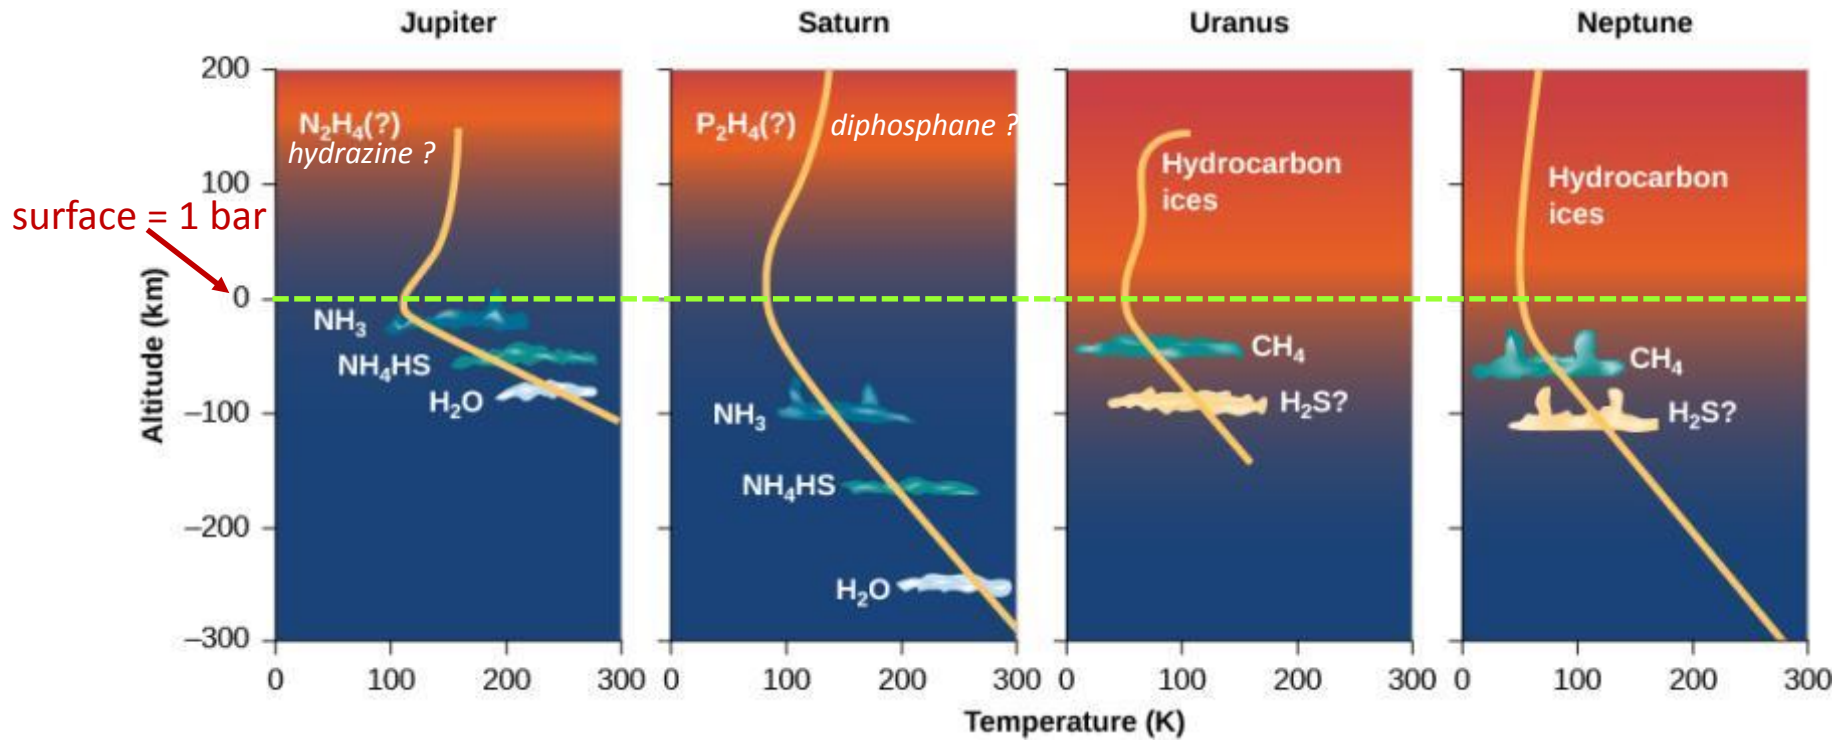 Jupiter
Saturn
Uranus
Neptune
200
100
0
–100
–200
–300
Altitude (km)
surface = 1 bar
N₂H₄(?)
hydrazine ?
NH₃
NH₄HS
H₂O
P₂H₄(?)
diphosphane ?
NH₃
NH₄HS
H₂O
Hydrocarbon
ices
CH₄
H₂S?
Hydrocarbon
ices
CH₄
H₂S?
0 100 200 300
0 100 200 300
0 100 200 300
0 100 200 300
Temperature (K)